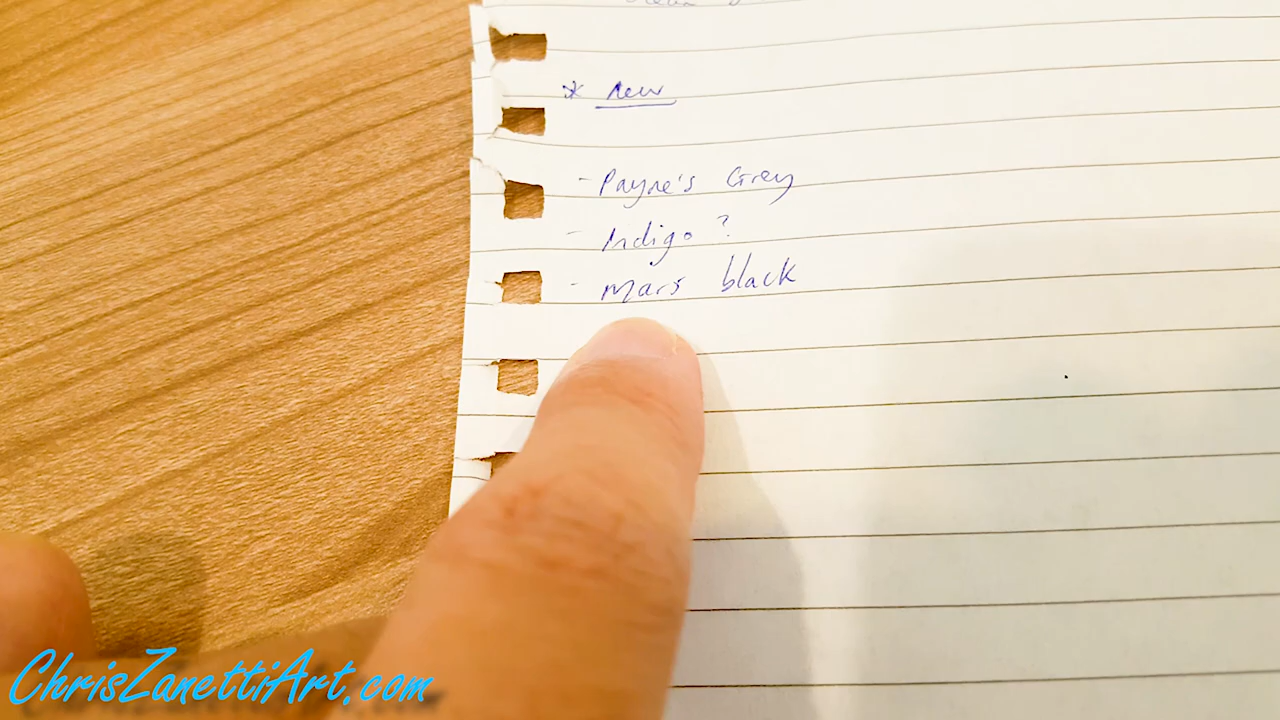 * New
- Payne's Grey
- Indigo ?
- Mars black
ChrisZanettiArt.com